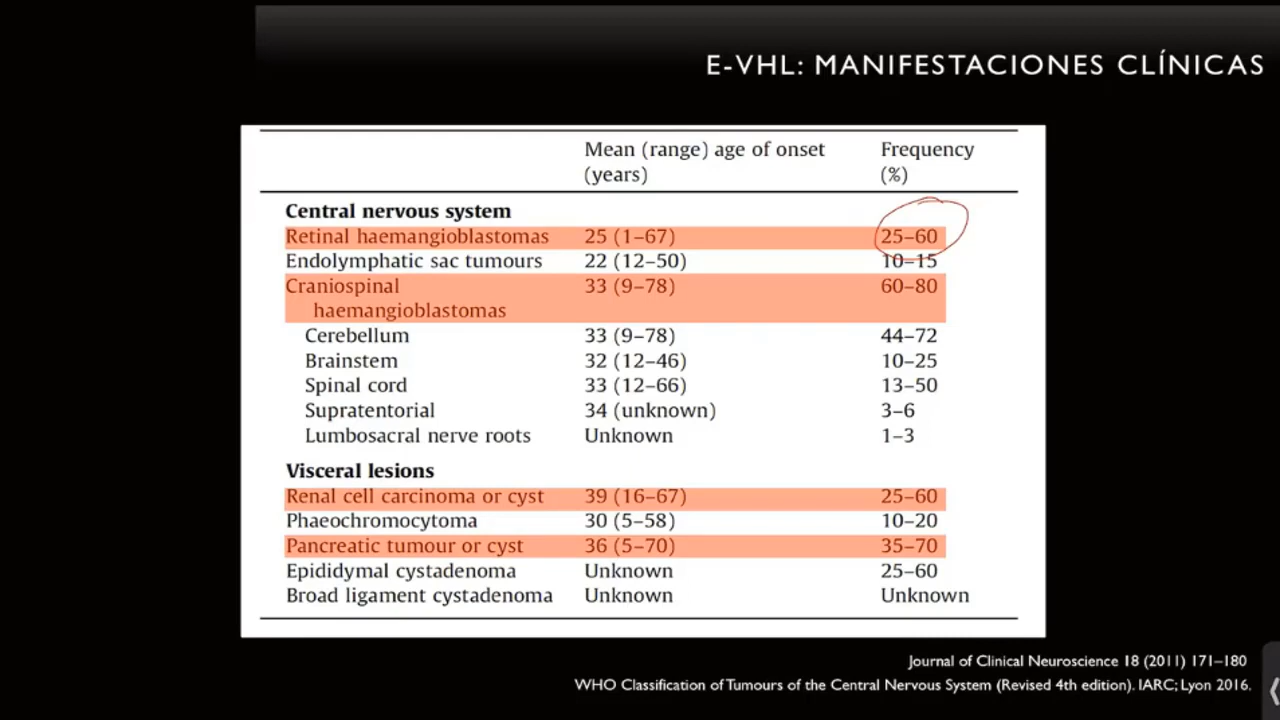 E-VHL: MANIFESTACIONES CLÍNICAS
Mean (range) age of onset (years) Frequency (%)
Central nervous system
Retinal haemangioblastomas 25 (1–67) 25–60
Endolymphatic sac tumours 22 (12–50) 10–15
Craniospinal haemangioblastomas 33 (9–78) 60–80
Cerebellum 33 (9–78) 44–72
Brainstem 32 (12–46) 10–25
Spinal cord 33 (12–66) 13–50
Supratentorial 34 (unknown) 3–6
Lumbosacral nerve roots Unknown 1–3
Visceral lesions
Renal cell carcinoma or cyst 39 (16–67) 25–60
Phaeochromocytoma 30 (5–58) 10–20
Pancreatic tumour or cyst 36 (5–70) 35–70
Epididymal cystadenoma Unknown 25–60
Broad ligament cystadenoma Unknown Unknown
Journal of Clinical Neuroscience 18 (2011) 171–180
WHO Classification of Tumours of the Central Nervous System (Revised 4th edition). IARC; Lyon 2016.